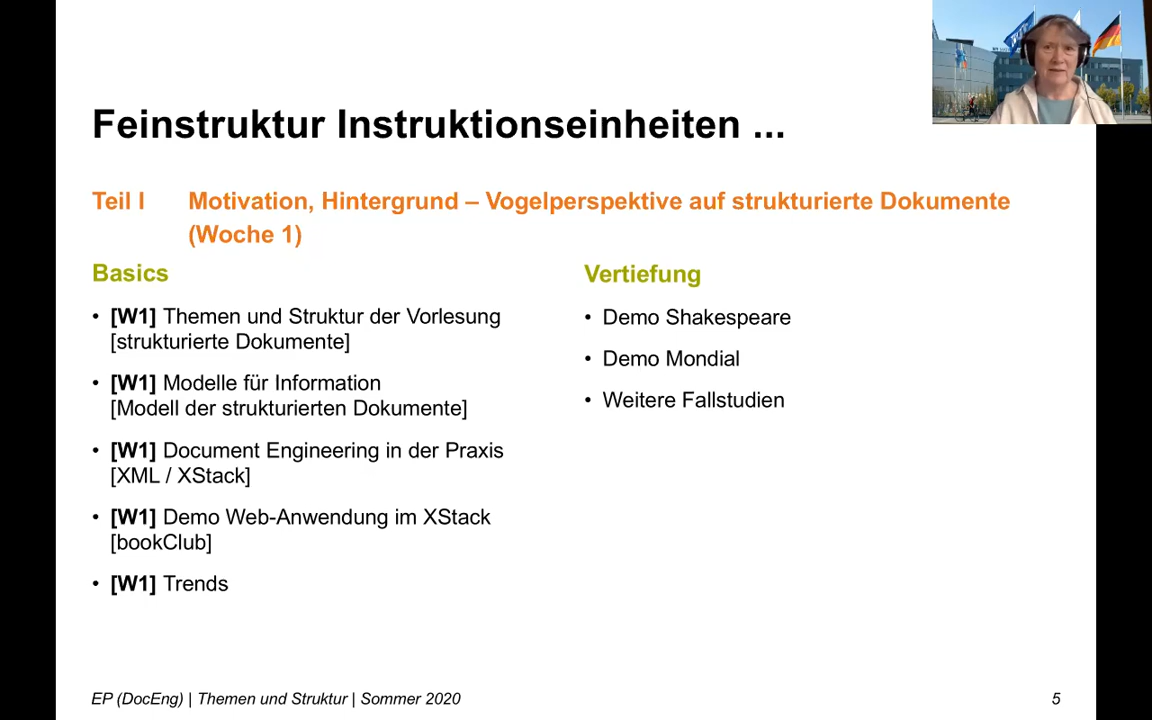 Feinstruktur Instruktionseinheiten ...
Teil I Motivation, Hintergrund – Vogelperspektive auf strukturierte Dokumente
(Woche 1)
Basics
• [W1] Themen und Struktur der Vorlesung
[strukturierte Dokumente]
• [W1] Modelle für Information
[Modell der strukturierten Dokumente]
• [W1] Document Engineering in der Praxis
[XML / XStack]
• [W1] Demo Web-Anwendung im XStack
[bookClub]
• [W1] Trends
Vertiefung
• Demo Shakespeare
• Demo Mondial
• Weitere Fallstudien
EP (DocEng) | Themen und Struktur | Sommer 2020
5